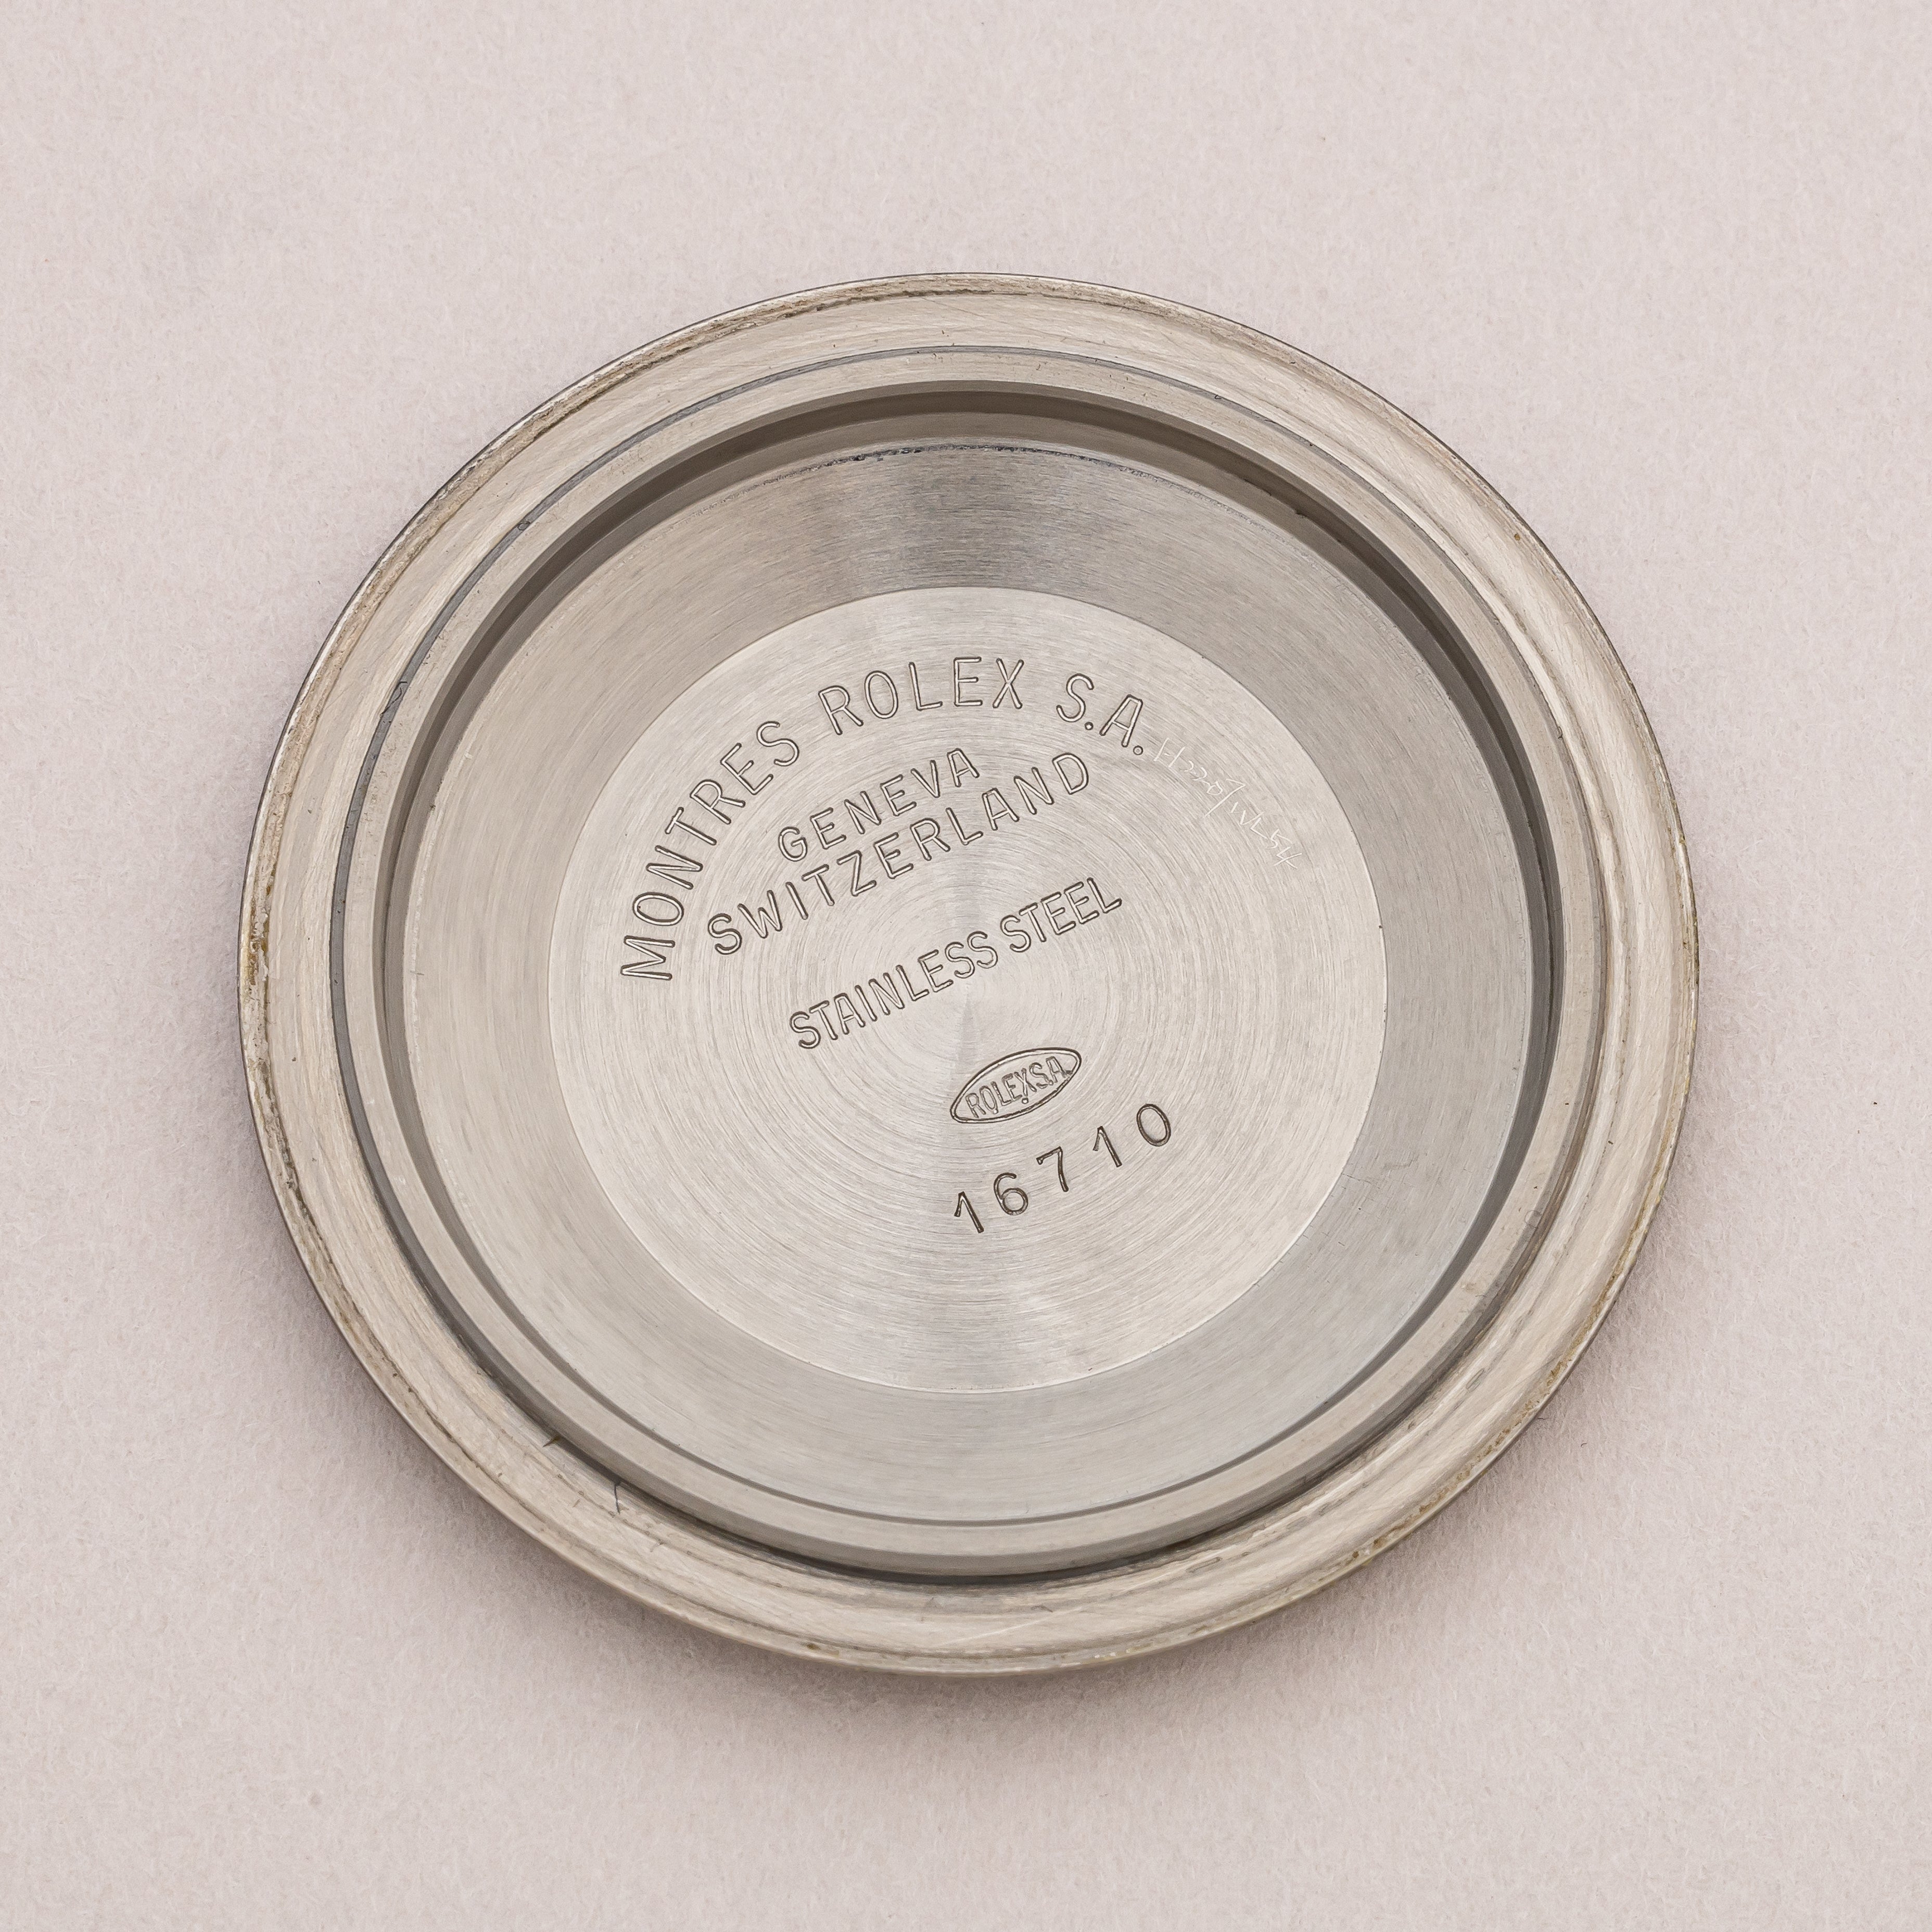 MONTRES ROLEX S.A.
GENEVA
SWITZERLAND
STAINLESS STEEL
ROLEX S.A.
16710